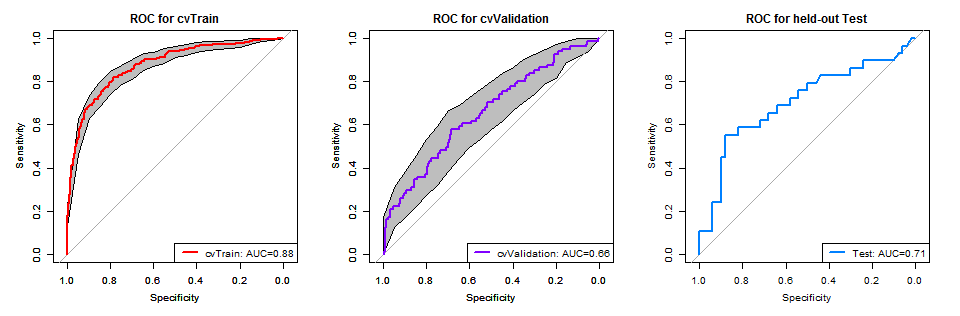 ROC for cvTrain
Sensitivity
0.0 0.2 0.4 0.6 0.8 1.0
cvTrain: AUC=0.88
1.0 0.8 0.6 0.4 0.2 0.0
Specificity
ROC for cvValidation
Sensitivity
0.0 0.2 0.4 0.6 0.8 1.0
cvValidation: AUC=0.66
1.0 0.8 0.6 0.4 0.2 0.0
Specificity
ROC for held-out Test
Sensitivity
0.0 0.2 0.4 0.6 0.8 1.0
Test: AUC=0.71
1.0 0.8 0.6 0.4 0.2 0.0
Specificity